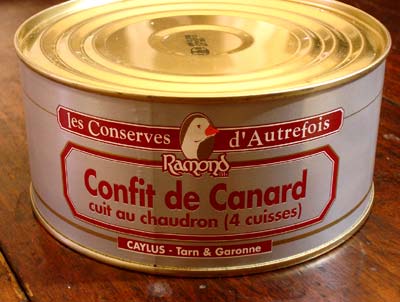 les Conserves d'Autrefois
Ramond
Confit de Canard
cuit au chaudron (4 cuisses)
CAYLUS - Tarn & Garonne